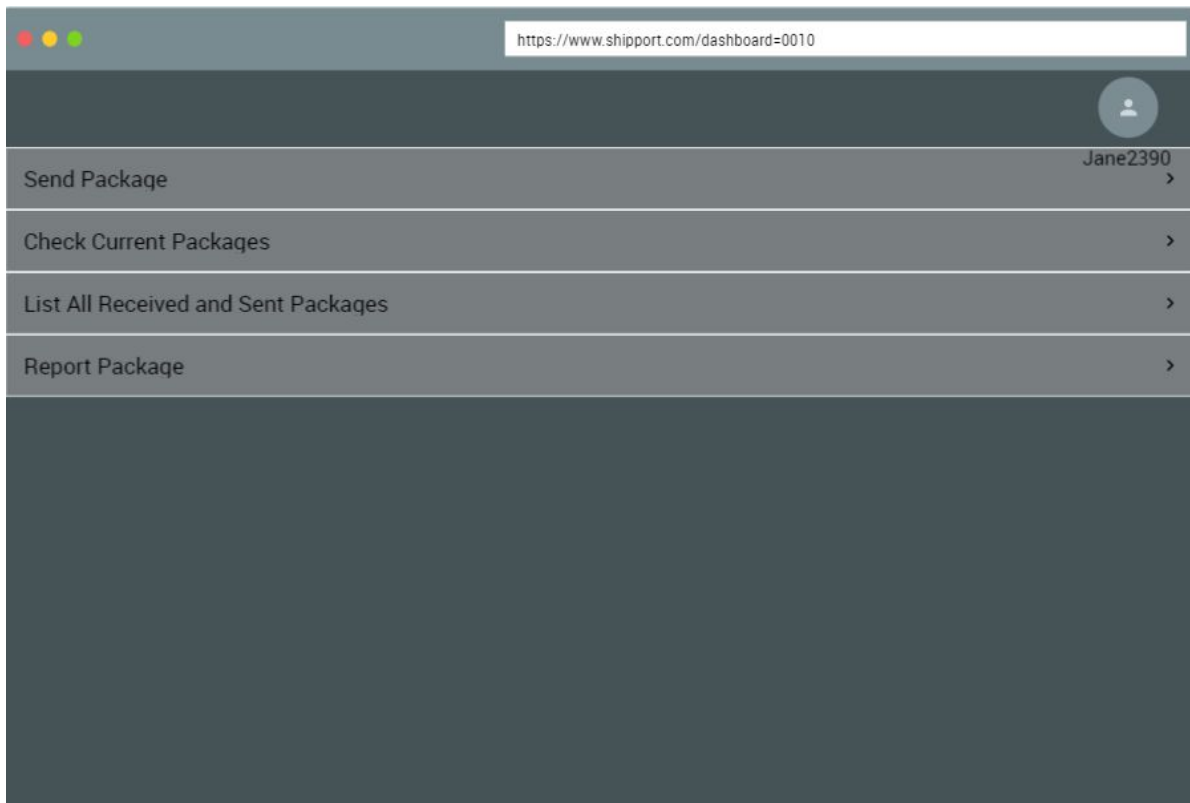 https://www.shipport.com/dashboard=0010
Jane2390
Send Package
Check Current Packages
List All Received and Sent Packages
Report Package